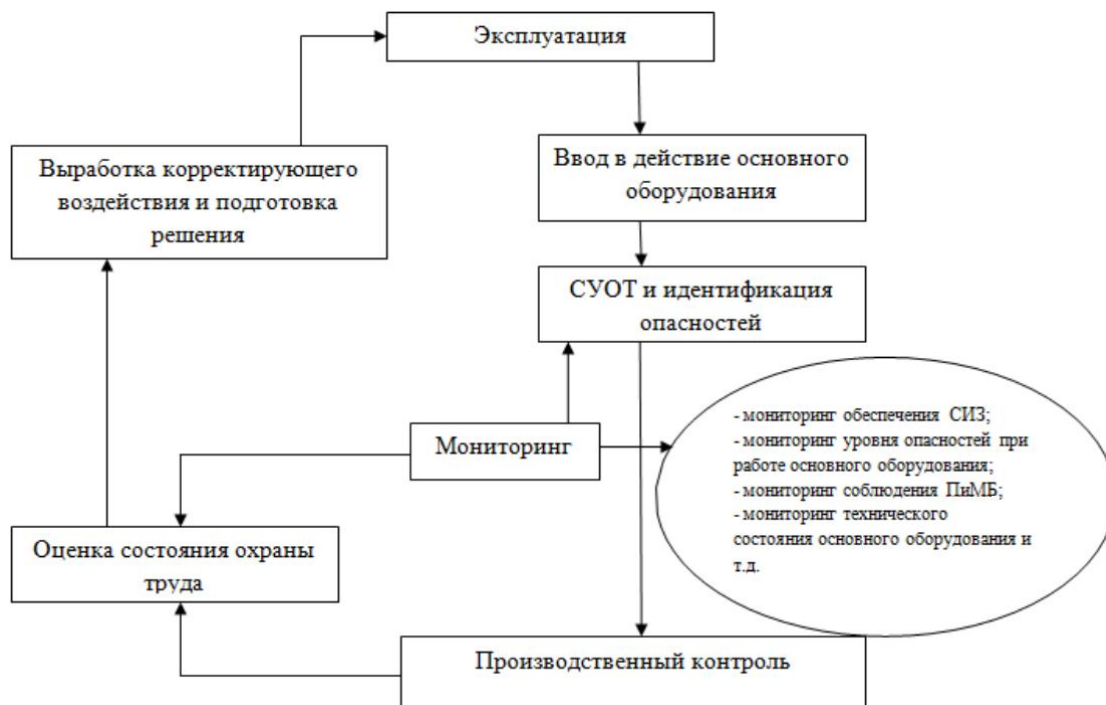 Эксплуатация
Выработка корректирующего
воздействия и подготовка
решения
Ввод в действие основного
оборудования
СУОТ и идентификация
опасностей
Мониторинг
- мониторинг обеспечения СИЗ;
- мониторинг уровня опасностей при
работе основного оборудования;
- мониторинг соблюдения ПиМБ;
- мониторинг технического
состояния основного оборудования и
т.д.
Оценка состояния охраны
труда
Производственный контроль